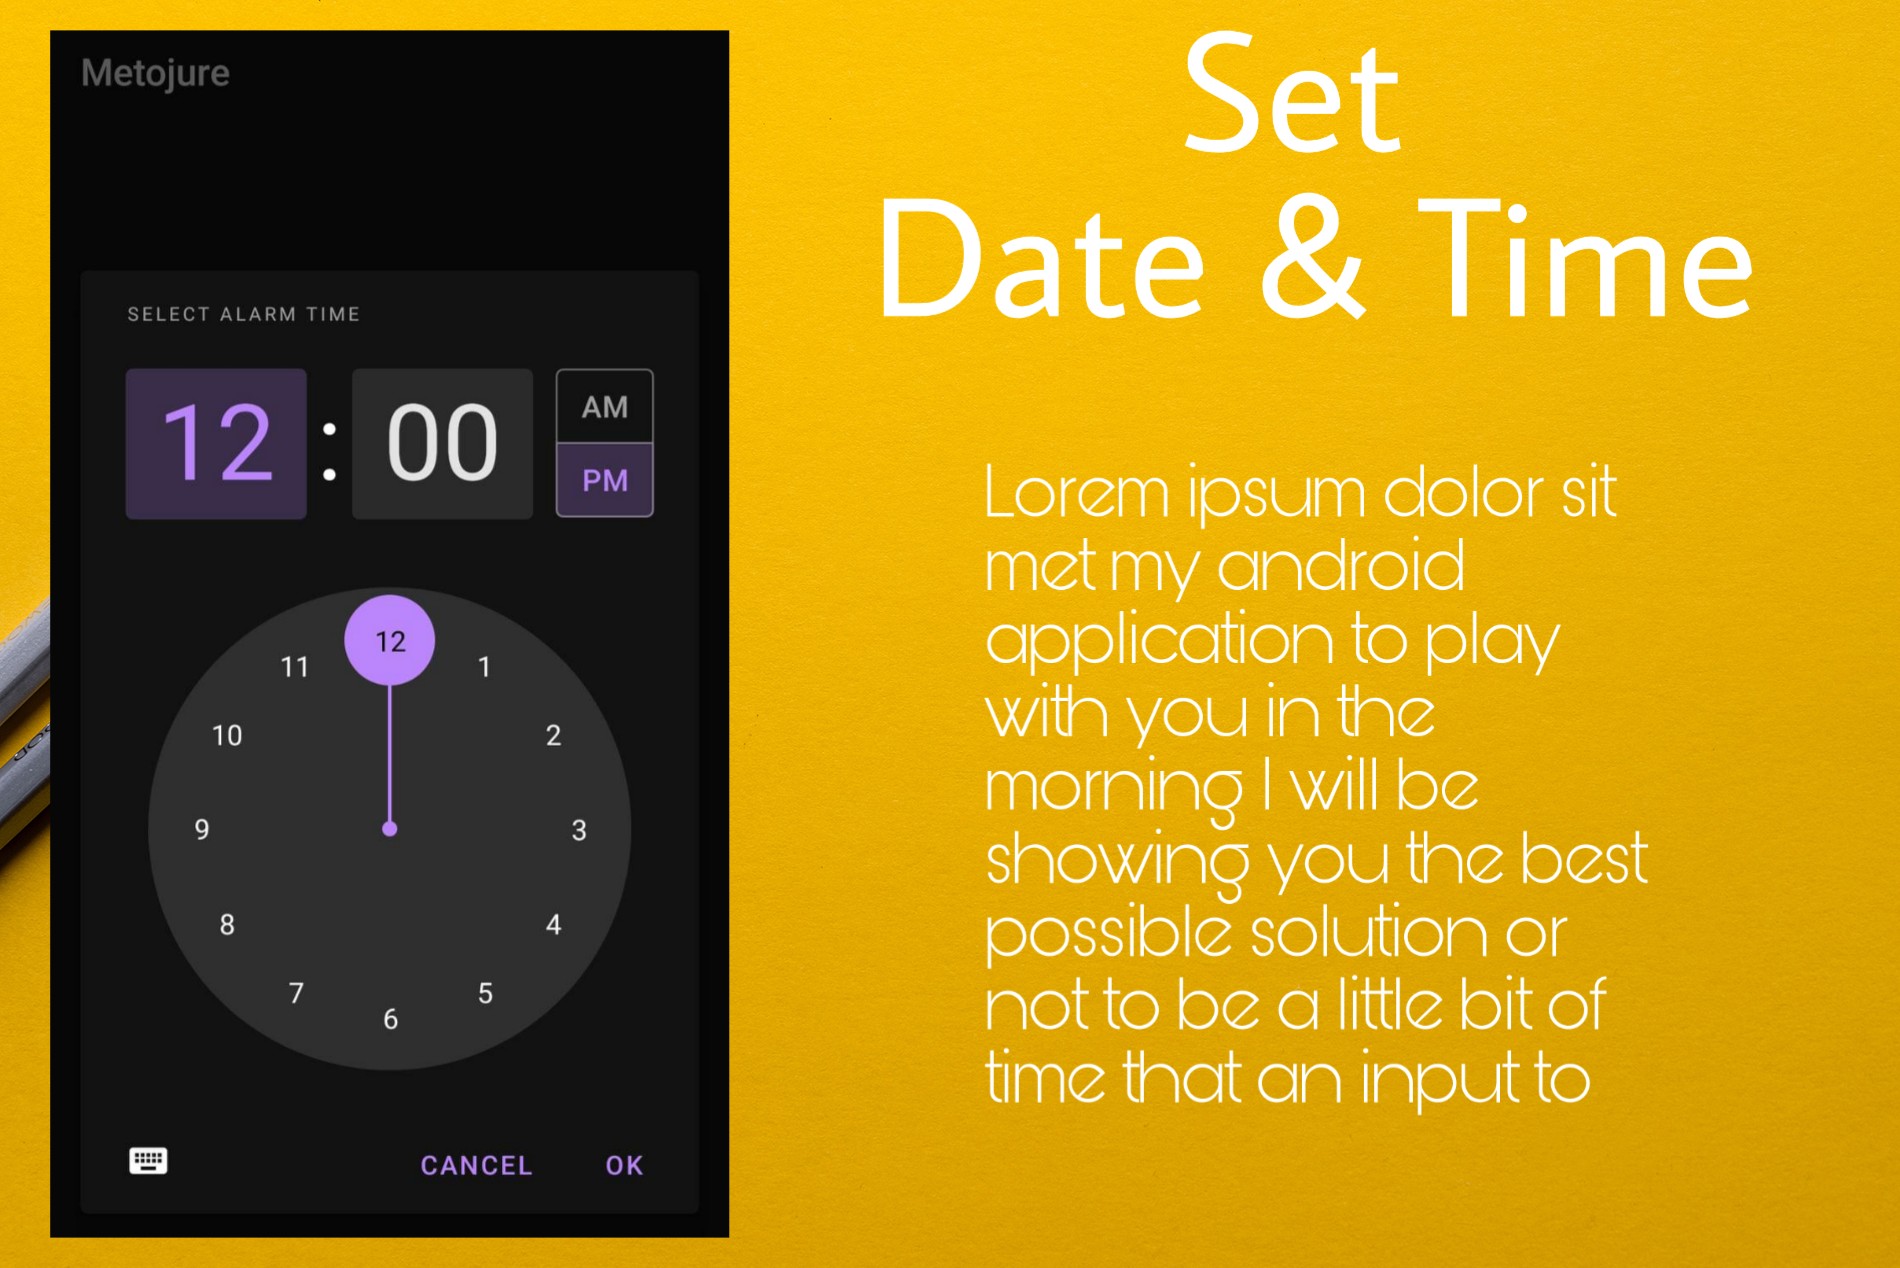 Metojure
SELECT ALARM TIME
12 : 00
AM
PM
12
11
1
10
2
9
3
8
4
7
5
6
CANCEL OK
Set
Date & Time
Lorem ipsum dolor sit
met my android
application to play
with you in the
morning I will be
showing you the best
possible solution or
not to be a little bit of
time that an input to